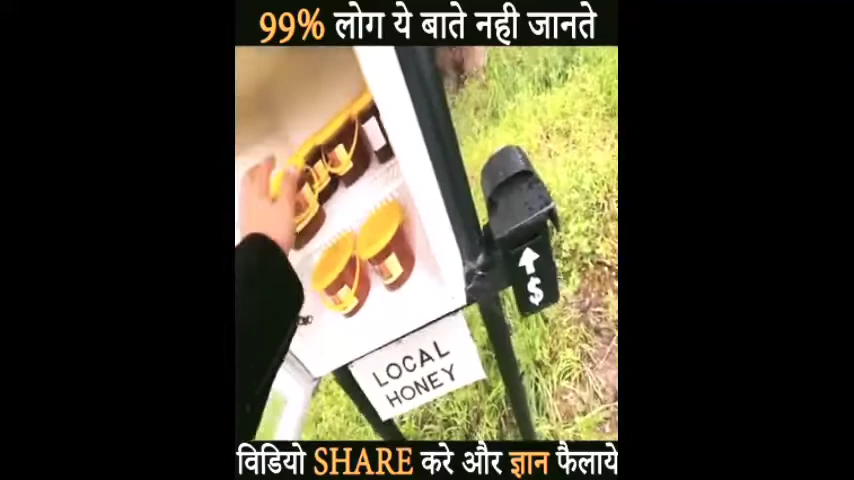 99% लोग ये बाते नही जानते
$
LOCAL
HONEY
विडियो SHARE करे और ज्ञान फैलाये